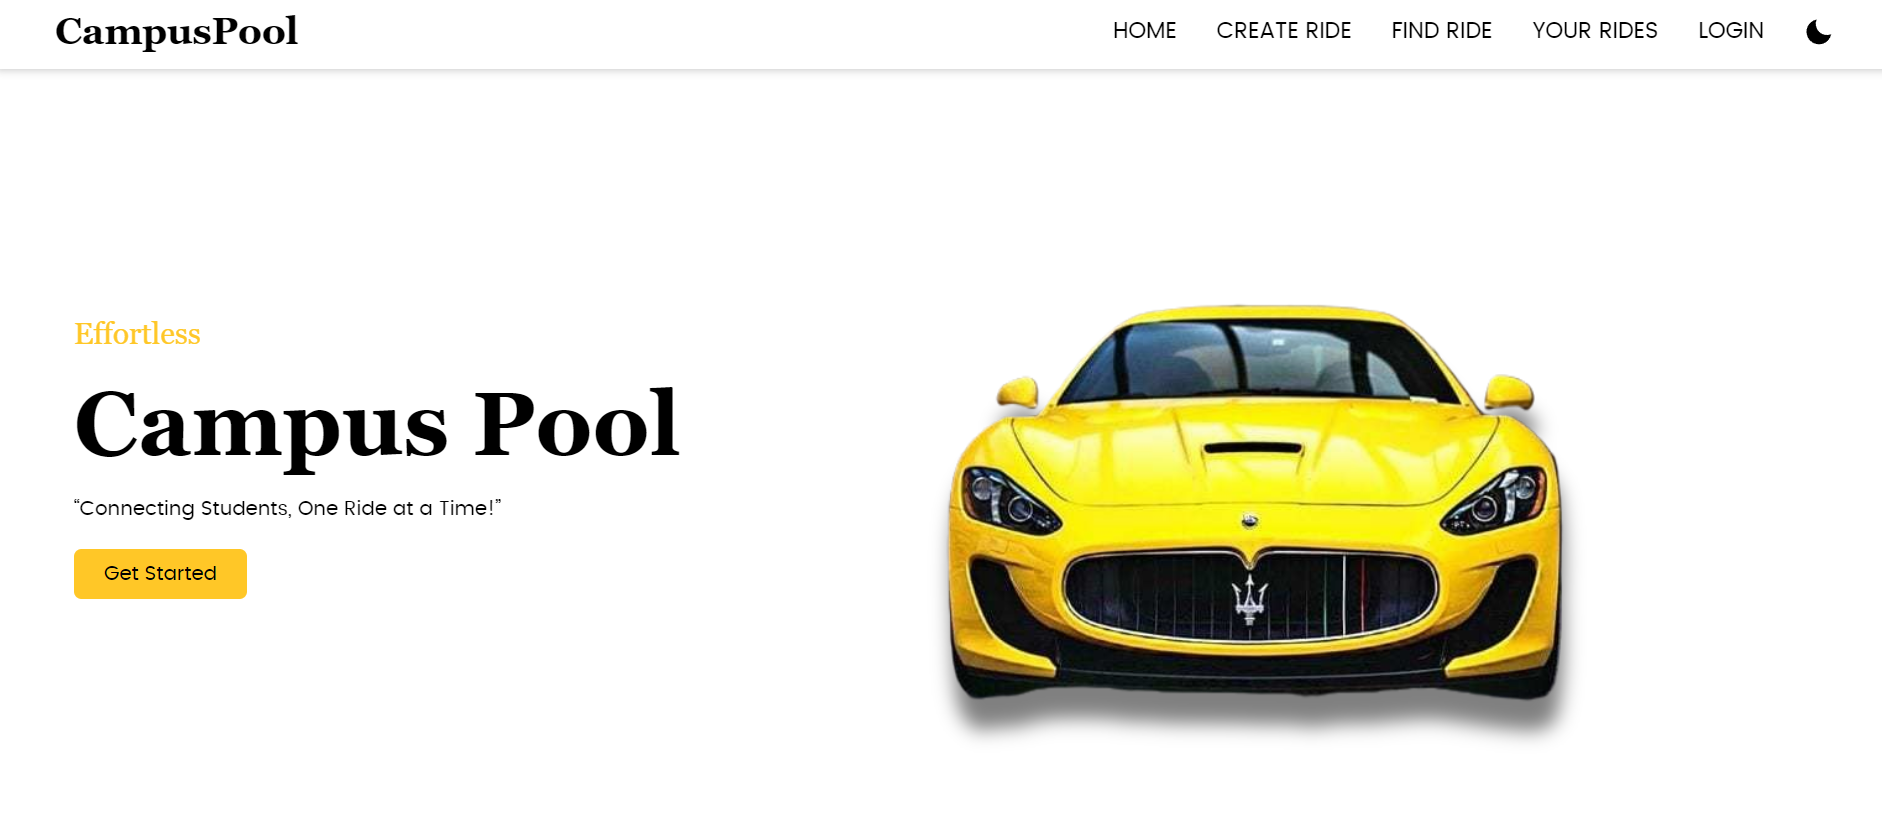 CampusPool
HOME CREATE RIDE FIND RIDE YOUR RIDES LOGIN
Effortless
Campus Pool
“Connecting Students, One Ride at a Time!”
Get Started